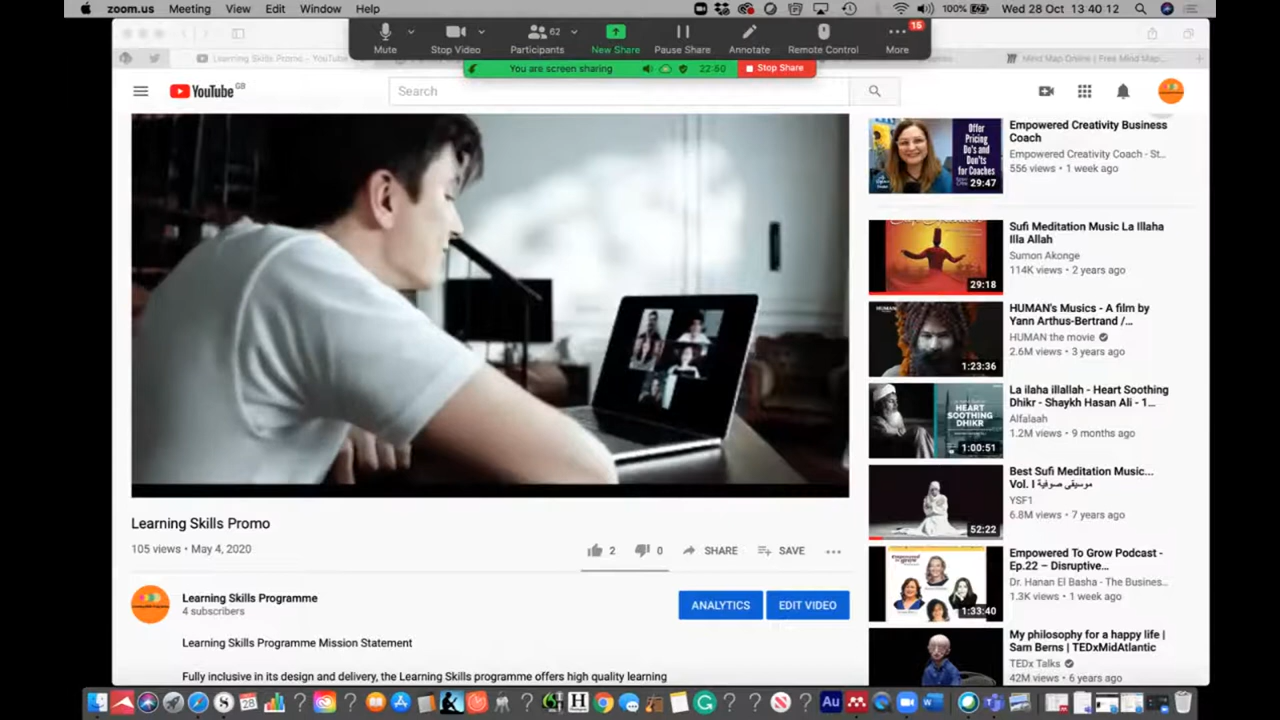 zoom.us Meeting View Edit Window Help
100% Wed 28 Oct 13 40 12
62
15
Mute Stop Video Participants New Share Pause Share Annotate Remote Control More
You are screen sharing 22:50 Stop Share
Learning Skills Promo - YouTube
Mind Map Online | Free Mind Map...
YouTube GB
Search
Offer
Pricing
Do's and
Don'ts
for Coaches
29:47
Empowered Creativity Business
Coach
Empowered Creativity Coach - St...
556 views • 1 week ago
29:18
Sufi Meditation Music La Illaha
Illa Allah
Sumon Akonge
114K views • 2 years ago
HUMAN
1:23:36
HUMAN's Musics - A film by
Yann Arthus-Bertrand /...
HUMAN the movie
2.6M views • 3 years ago
HEART
SOOTHING
DHIKR
1:00:51
La ilaha illallah - Heart Soothing
Dhikr - Shaykh Hasan Ali - 1...
Alfalaah
1.2M views • 9 months ago
52:22
Best Sufi Meditation Music...
Vol. I موسيقى صوفية
YSF1
6.8M views • 7 years ago
1:33:40
Empowered To Grow Podcast -
Ep.22 – Disruptive...
Dr. Hanan El Basha - The Busines...
1.3K views • 1 week ago
My philosophy for a happy life |
Sam Berns | TEDxMidAtlantic
TEDx Talks
42M views • 6 years ago
Learning Skills Promo
105 views • May 4, 2020
2 0 SHARE SAVE
Learning Skills Programme
4 subscribers
ANALYTICS EDIT VIDEO
Learning Skills Programme Mission Statement
Fully inclusive in its design and delivery, the Learning Skills programme offers high quality learning
28
H
Au
W